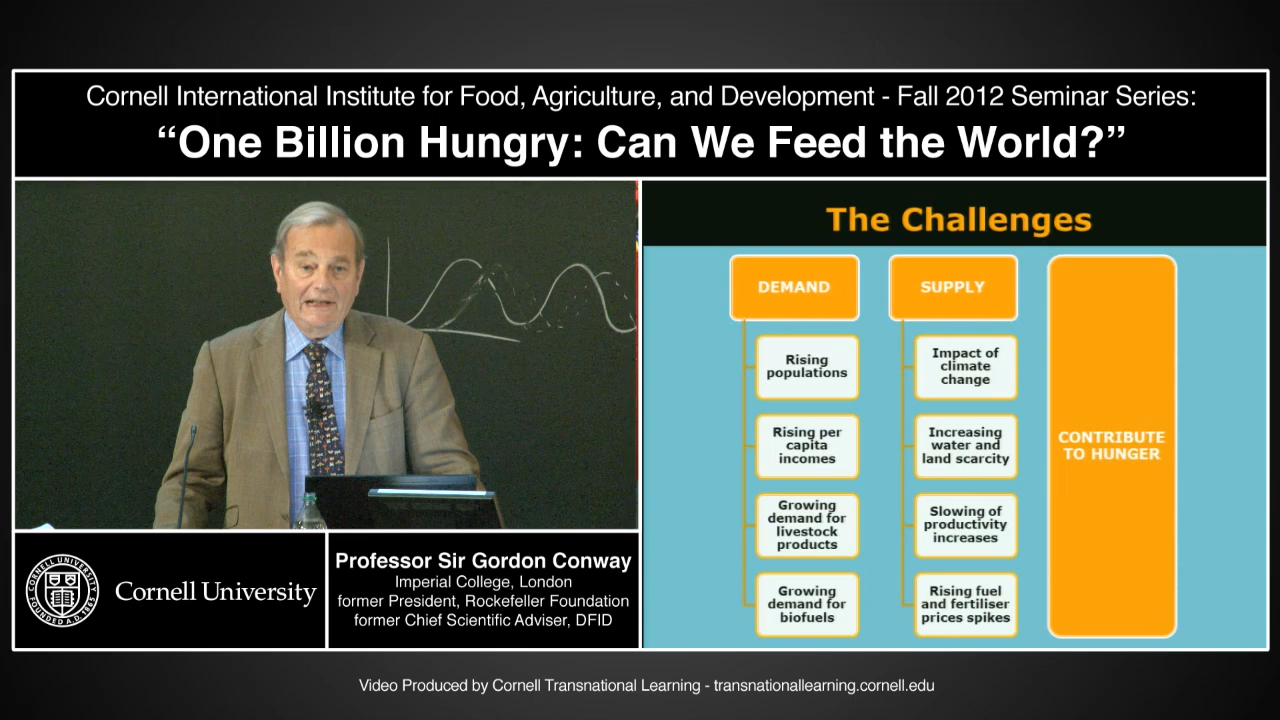 Cornell International Institute for Food, Agriculture, and Development - Fall 2012 Seminar Series:
“One Billion Hungry: Can We Feed the World?”
The Challenges
DEMAND
Rising
populations
Rising per
capita
incomes
Growing
demand for
livestock
products
Growing
demand for
biofuels
SUPPLY
Impact of
climate
change
Increasing
water and
land scarcity
Slowing of
productivity
increases
Rising fuel
and fertiliser
prices spikes
CONTRIBUTE
TO HUNGER
CORNELL UNIVERSITY
FOUNDED A.D. 1865
Cornell University
Professor Sir Gordon Conway
Imperial College, London
former President, Rockefeller Foundation
former Chief Scientific Adviser, DFID
Video Produced by Cornell Transnational Learning - transnationallearning.cornell.edu